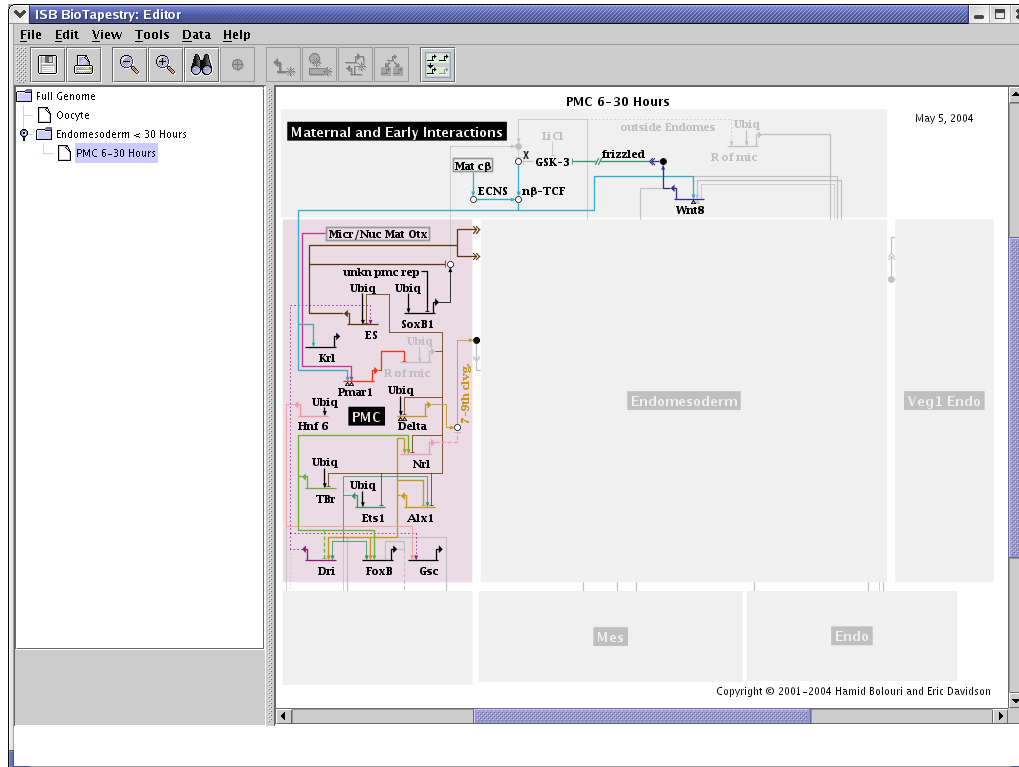 ISB BioTapestry: Editor
File Edit View Tools Data Help
Full Genome
Oocyte
Endomesoderm < 30 Hours
PMC 6-30 Hours
PMC 6-30 Hours
May 5, 2004
Maternal and Early Interactions
LiCl
outside Endomes
Ubiq
R of mic
X
GSK-3
frizzled
Mat cβ
ECNS
nβ-TCF
Wnt8
Micr/Nuc Mat Otx
unkn pmc rep
Ubiq
Ubiq
SoxB1
ES
Krl
Ubiq
R of mic
Pmar1
Ubiq
Ubiq
7-9th clvg.
PMC
Hnf 6
Delta
Nrl
Ubiq
TBr
Ubiq
Ets1
Alx1
Dri
FoxB
Gsc
Endomesoderm
Veg1 Endo
Mes
Endo
Copyright © 2001-2004 Hamid Bolouri and Eric Davidson